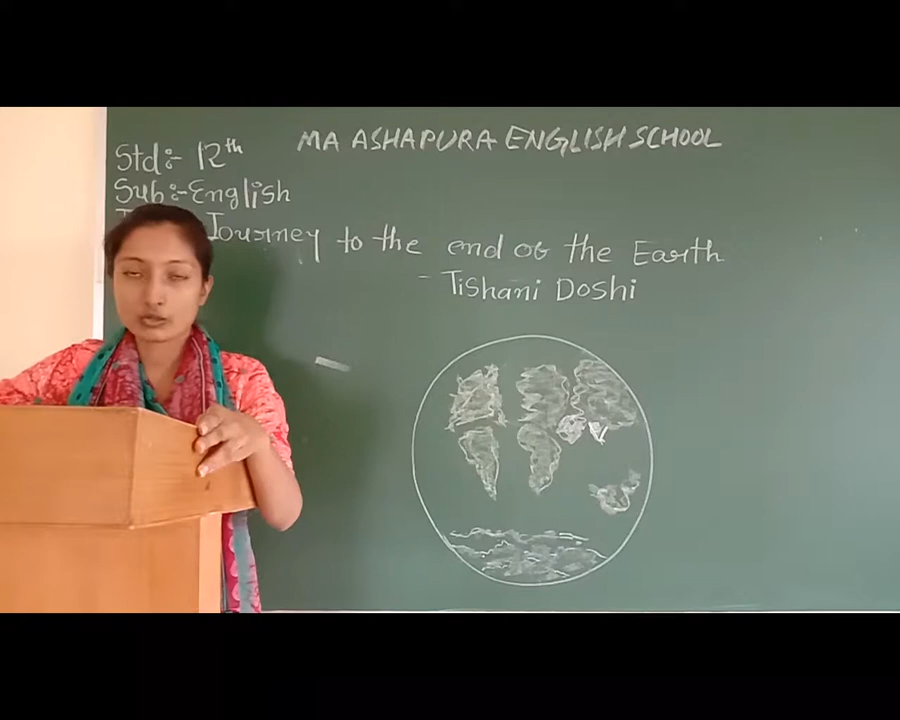 MA ASHAPURA ENGLISH SCHOOL
Std:- 12th
Sub:- English
Journey to the end of the Earth
- Tishani Doshi